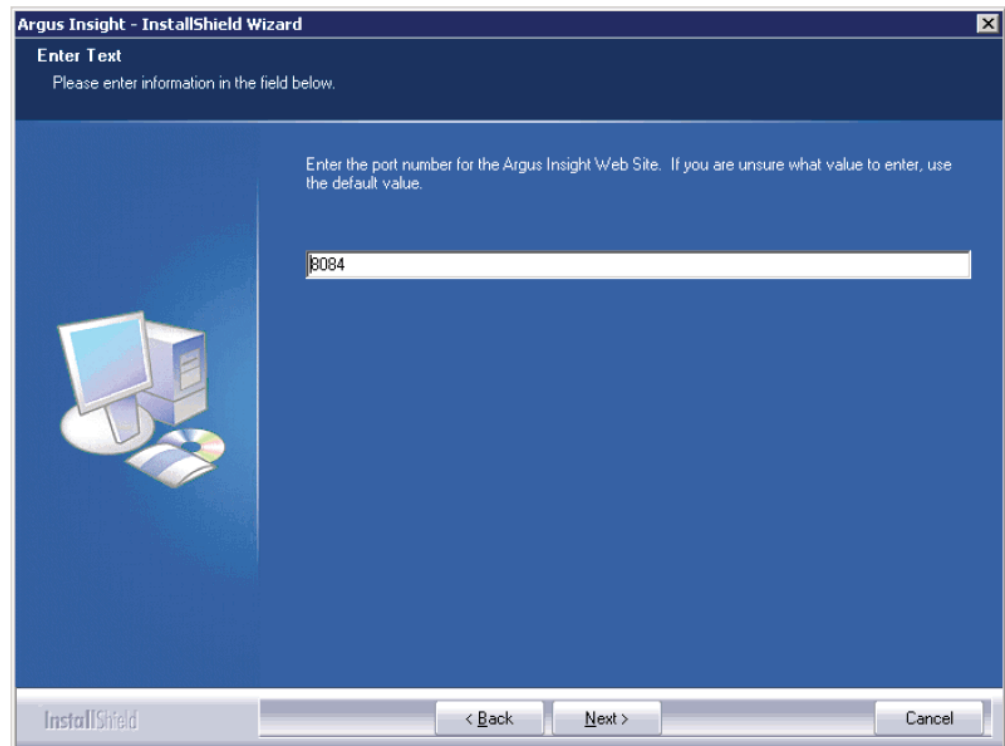 Argus Insight - InstallShield Wizard
Enter Text
Please enter information in the field below.
Enter the port number for the Argus Insight Web Site.  If you are unsure what value to enter, use
the default value.
8084
InstallShield
< Back
Next >
Cancel